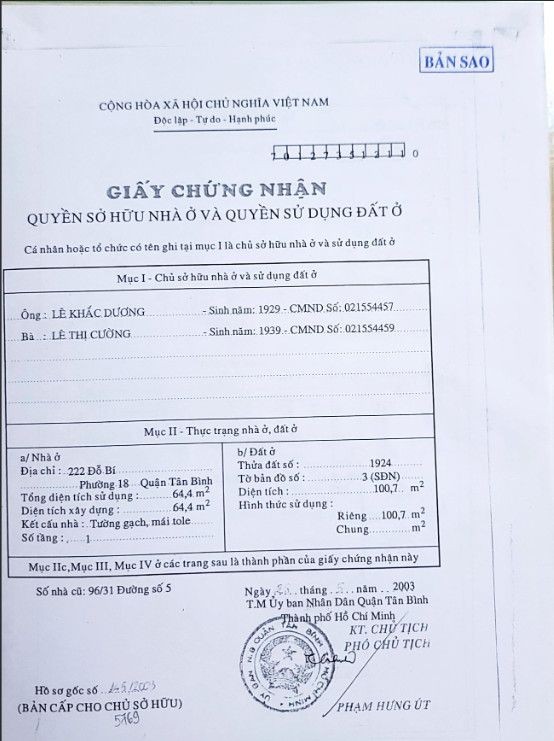 BẢN SAO
CỘNG HÒA XÃ HỘI CHỦ NGHĨA VIỆT NAM
Độc lập - Tự do - Hạnh phúc
GIẤY CHỨNG NHẬN
QUYỀN SỞ HỮU NHÀ Ở VÀ QUYỀN SỬ DỤNG ĐẤT Ở
Cá nhân hoặc tổ chức có tên ghi tại mục I là chủ sở hữu nhà ở và sử dụng đất ở
Mục I - Chủ sở hữu nhà ở và sử dụng đất ở
Ông : LÊ KHẮC DƯƠNG - Sinh năm: 1929 - CMND Số: 021554457
Bà : LÊ THỊ CƯỜNG - Sinh năm: 1939 - CMND Số: 021554459
Mục II - Thực trạng nhà ở, đất ở
a/ Nhà ở
Địa chỉ : 222 Đỗ Bí
Phường 18 Quận Tân Bình
Tổng diện tích sử dụng : 64,4 m²
Diện tích xây dựng : 64,4 m²
Kết cấu nhà : Tường gạch, mái tole
Số tầng : 1
b/ Đất ở
Thửa đất số : 1924
Tờ bản đồ số : 3 (SĐN)
Diện tích : 100,7 m²
Hình thức sử dụng :
Riêng 100,7 m²
Chung m²
Mục IIc, Mục III, Mục IV ở các trang sau là thành phần của giấy chứng nhận này
Số nhà cũ: 96/31 Đường số 5
Ngày tháng năm 2003
T.M Ủy ban Nhân Dân Quận Tân Bình
Thành phố Hồ Chí Minh
KT. CHỦ TỊCH
PHÓ CHỦ TỊCH
Hồ sơ gốc số
(BẢN CẤP CHO CHỦ SỞ HỮU)
5169
PHẠM HƯNG ÚT